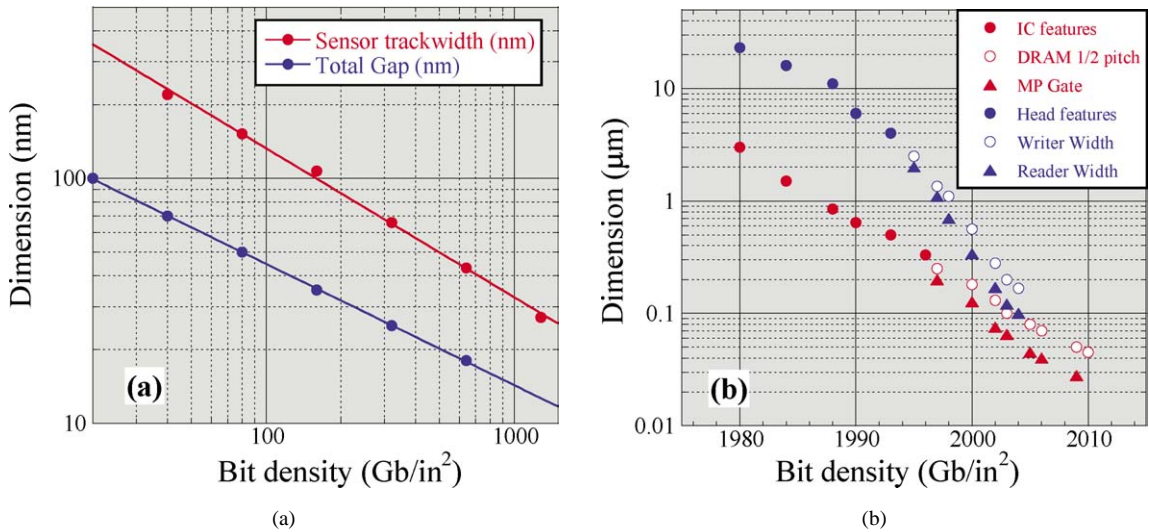 Sensor trackwidth (nm)
Total Gap (nm)
Dimension (nm)
100
10
(a)
100
1000
Bit density (Gb/in²)
(a)
IC features
DRAM 1/2 pitch
MP Gate
Head features
Writer Width
Reader Width
Dimension (μm)
10
1
0.1
0.01
(b)
1980
1990
2000
2010
Bit density (Gb/in²)
(b)